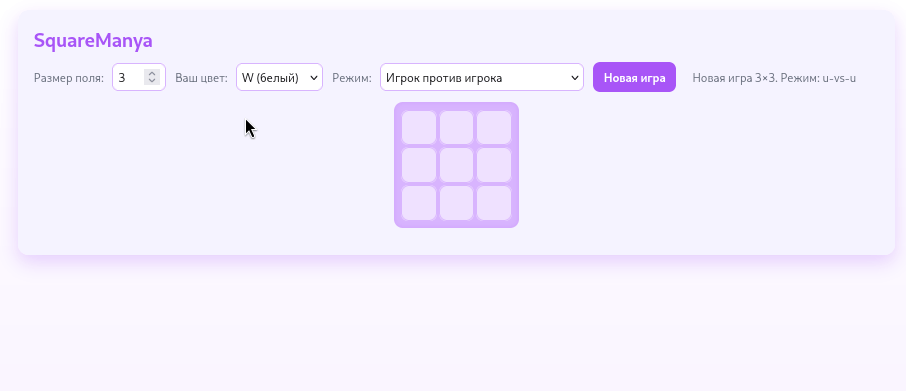 SquareManya
Размер поля: 3 Ваш цвет: W (белый) Режим: Игрок против игрока Новая игра Новая игра 3×3. Режим: u-vs-u